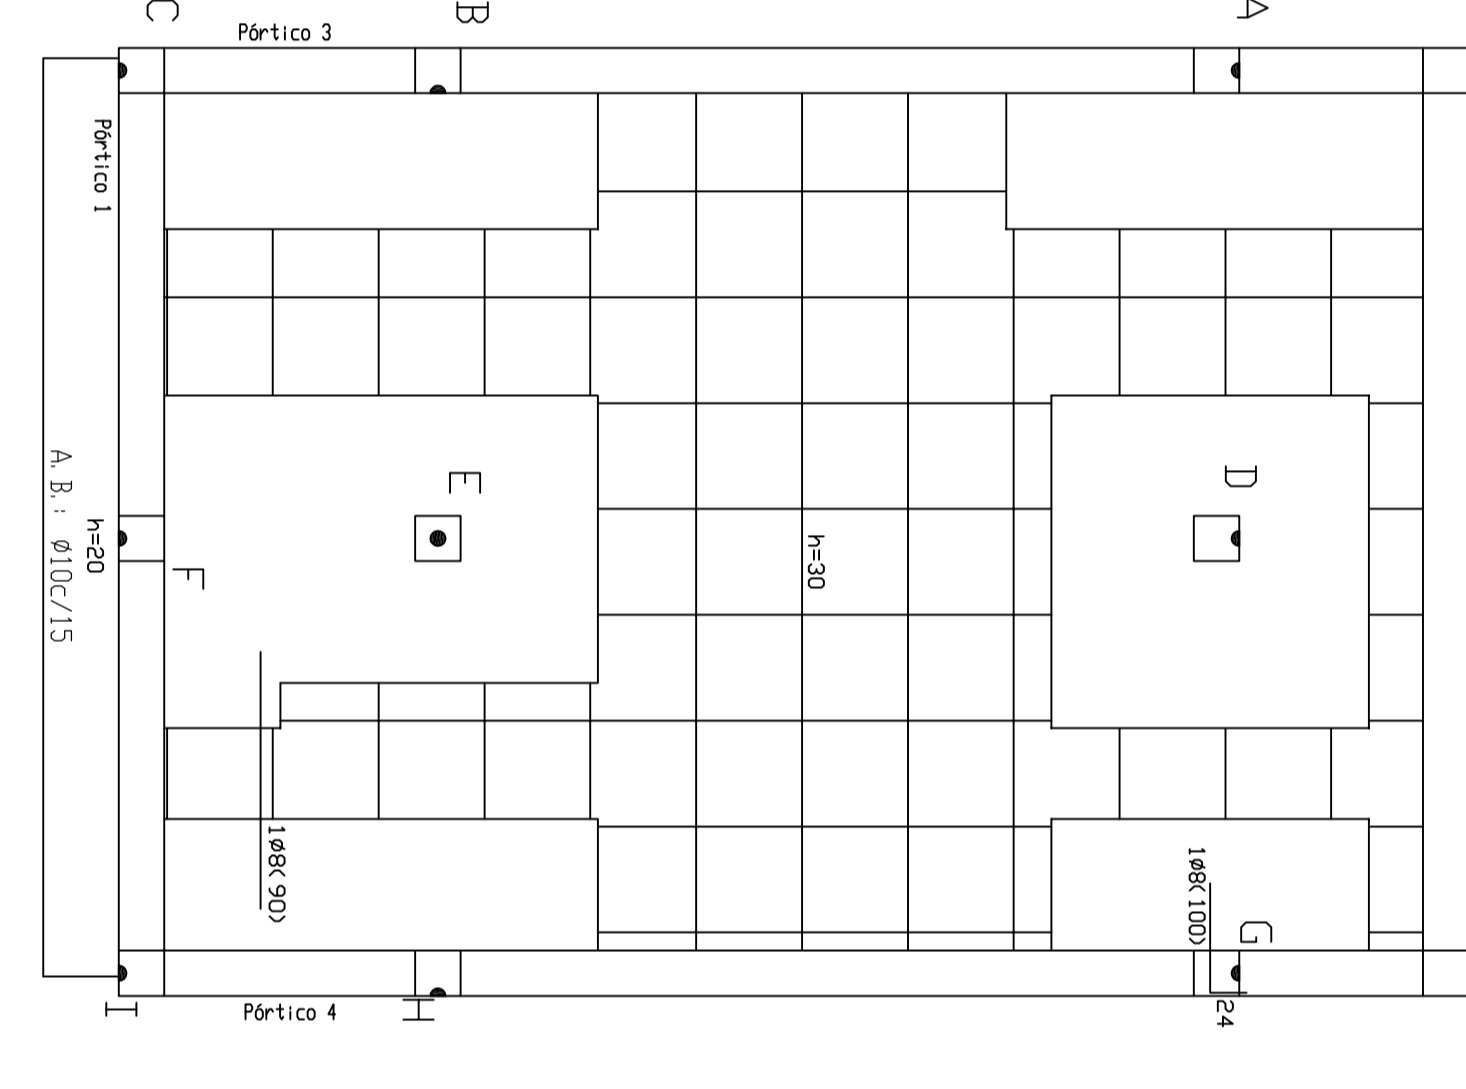 C
B
A
Pórtico 3
Pórtico 1
E
D
A. B. : Ø10c/15
h=20
F
h=30
1Ø8(90)
1Ø8(100)
G
I
Pórtico 4
H
24